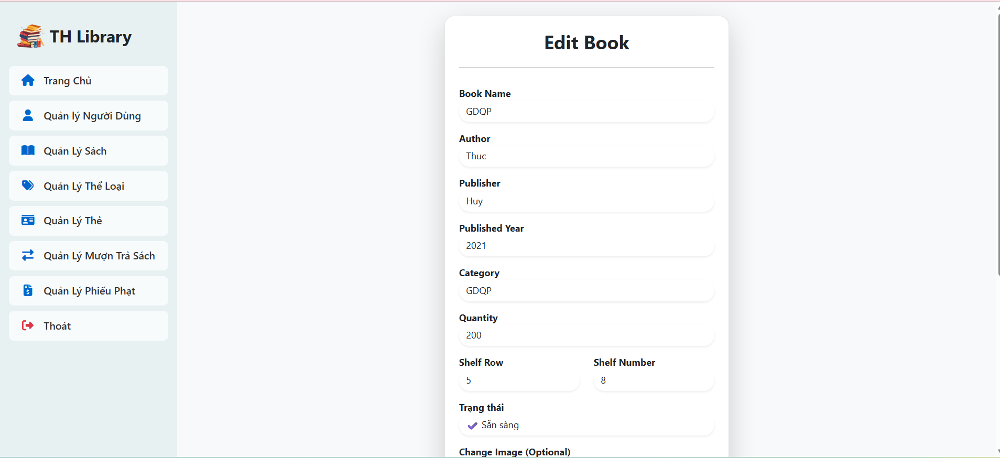 TH Library
Trang Chủ
Quản lý Người Dùng
Quản Lý Sách
Quản Lý Thể Loại
Quản Lý Thẻ
Quản Lý Mượn Trả Sách
Quản Lý Phiếu Phạt
Thoát
Edit Book
Book Name
GDQP
Author
Thuc
Publisher
Huy
Published Year
2021
Category
GDQP
Quantity
200
Shelf Row
5
Shelf Number
8
Trạng thái
Sẵn sàng
Change Image (Optional)